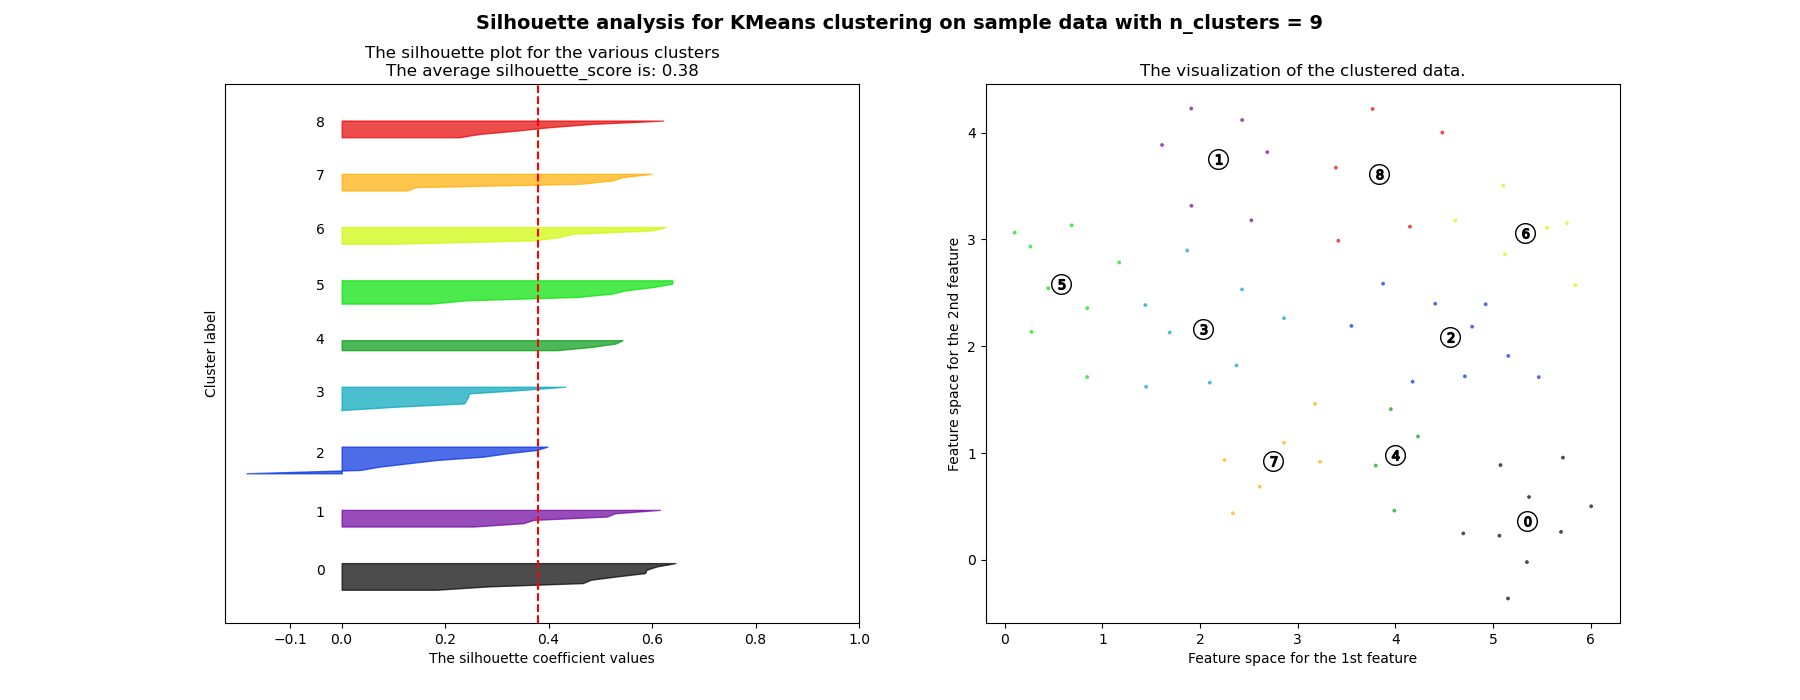 Silhouette analysis for KMeans clustering on sample data with n_clusters = 9
The silhouette plot for the various clusters
The average silhouette_score is: 0.38
8
7
6
5
4
3
2
1
0
Cluster label
−0.1 0.0 0.2 0.4 0.6 0.8 1.0
The silhouette coefficient values
The visualization of the clustered data.
4
3
2
1
0
Feature space for the 2nd feature
1
8
6
5
3
2
7
4
0
0 1 2 3 4 5 6
Feature space for the 1st feature